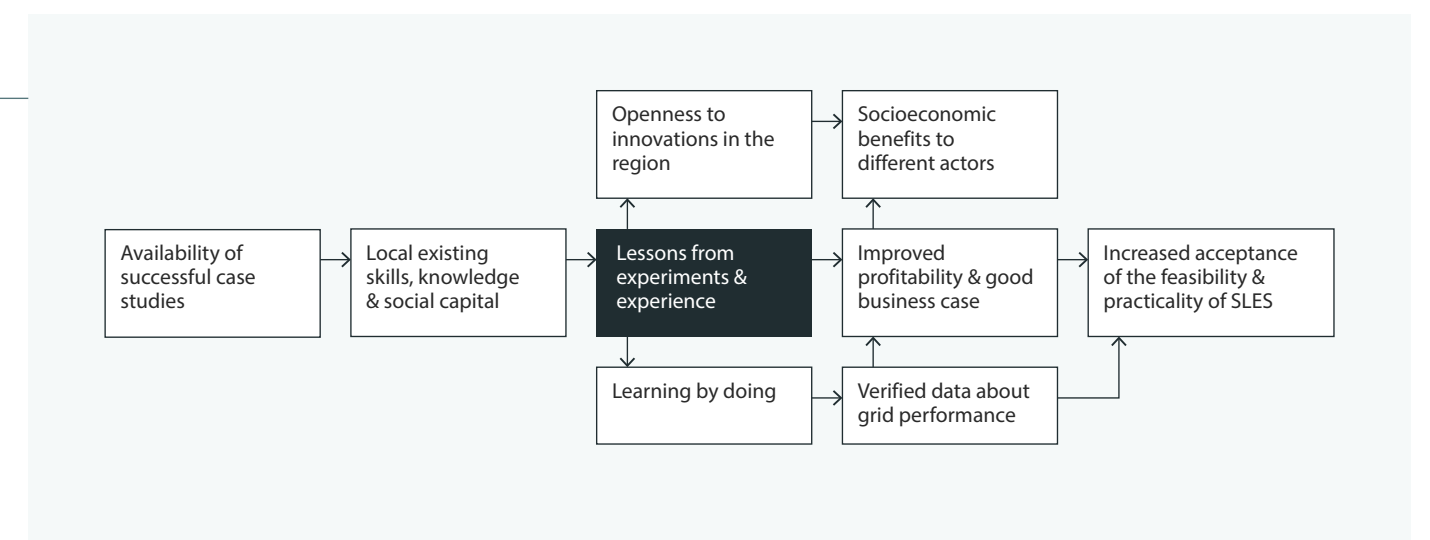 Openness to
innovations in the
region
Socioeconomic
benefits to
different actors
Availability of
successful case
studies
Local existing
skills, knowledge
& social capital
Lessons from
experiments &
experience
Improved
profitability & good
business case
Increased acceptance
of the feasibility &
practicality of SLES
Learning by doing
Verified data about
grid performance